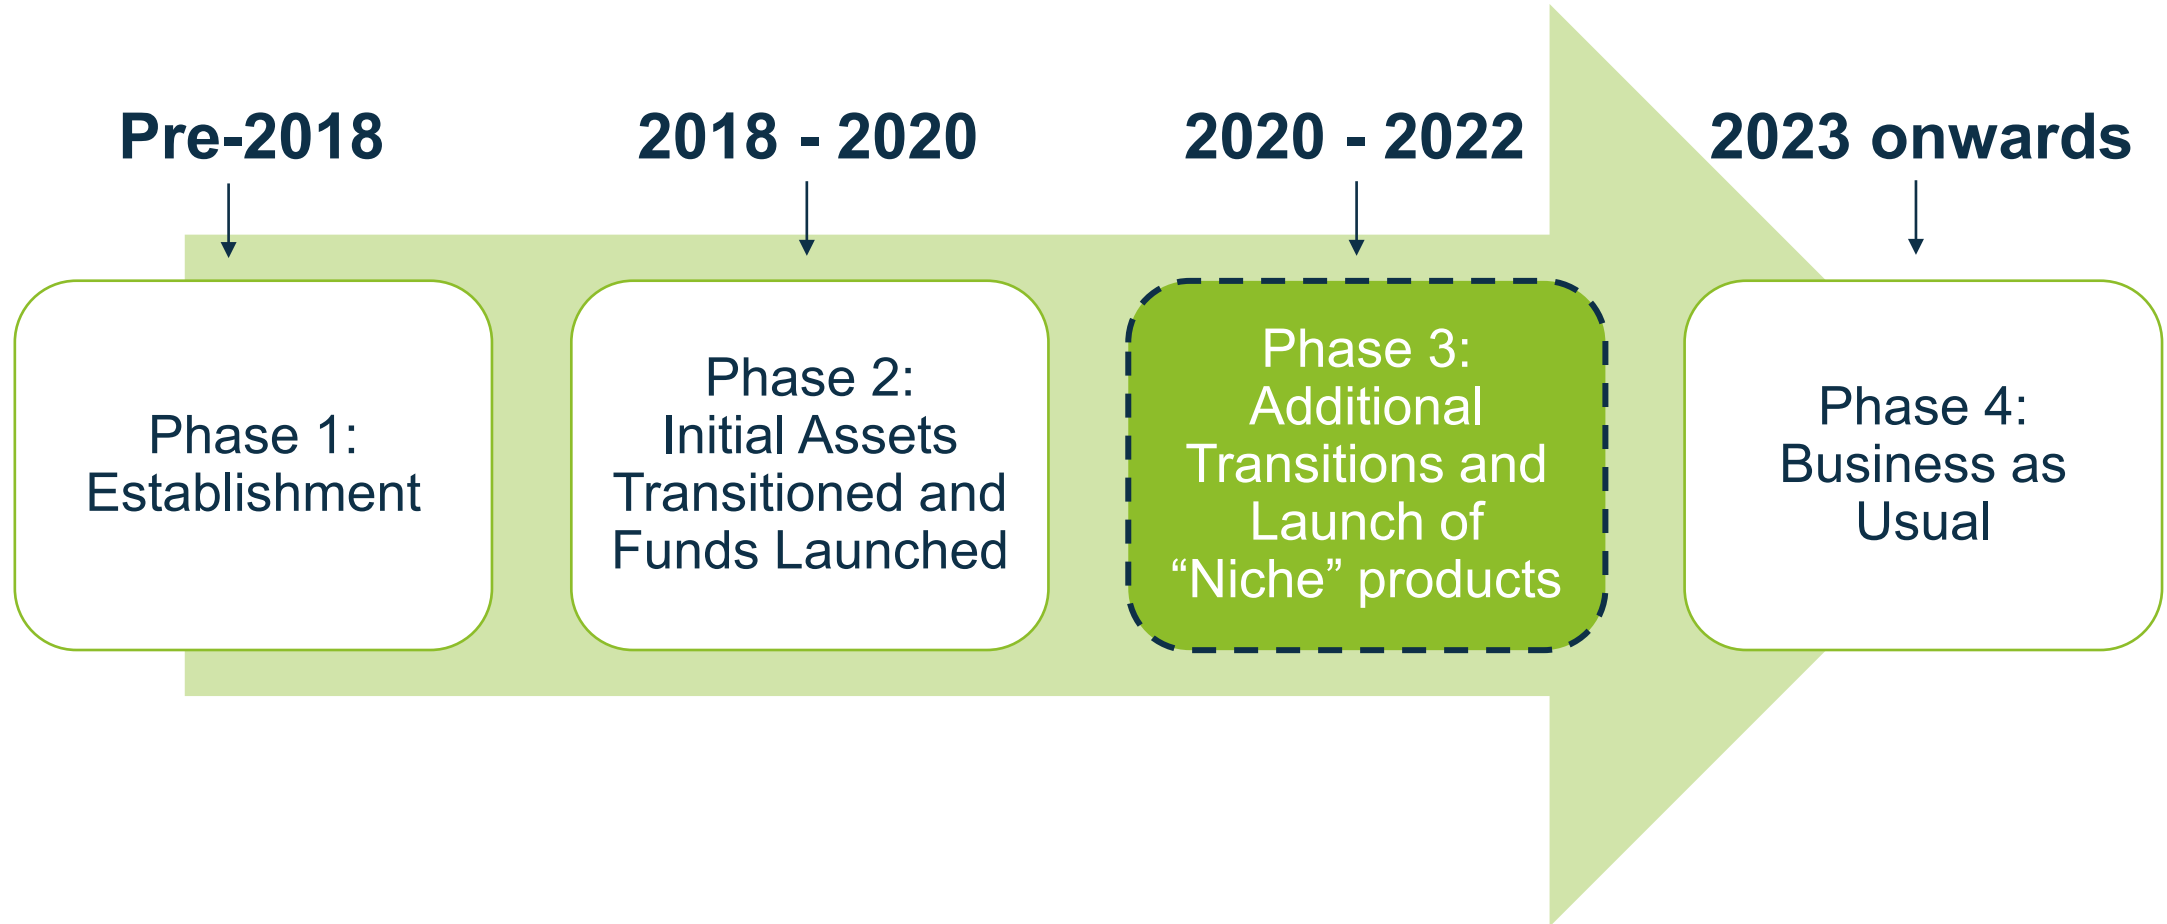 Pre-2018
2018 - 2020
2020 - 2022
2023 onwards
Phase 1:
Establishment
Phase 2:
Initial Assets
Transitioned and
Funds Launched
Phase 3:
Additional
Transitions and
Launch of
“Niche” products
Phase 4:
Business as
Usual